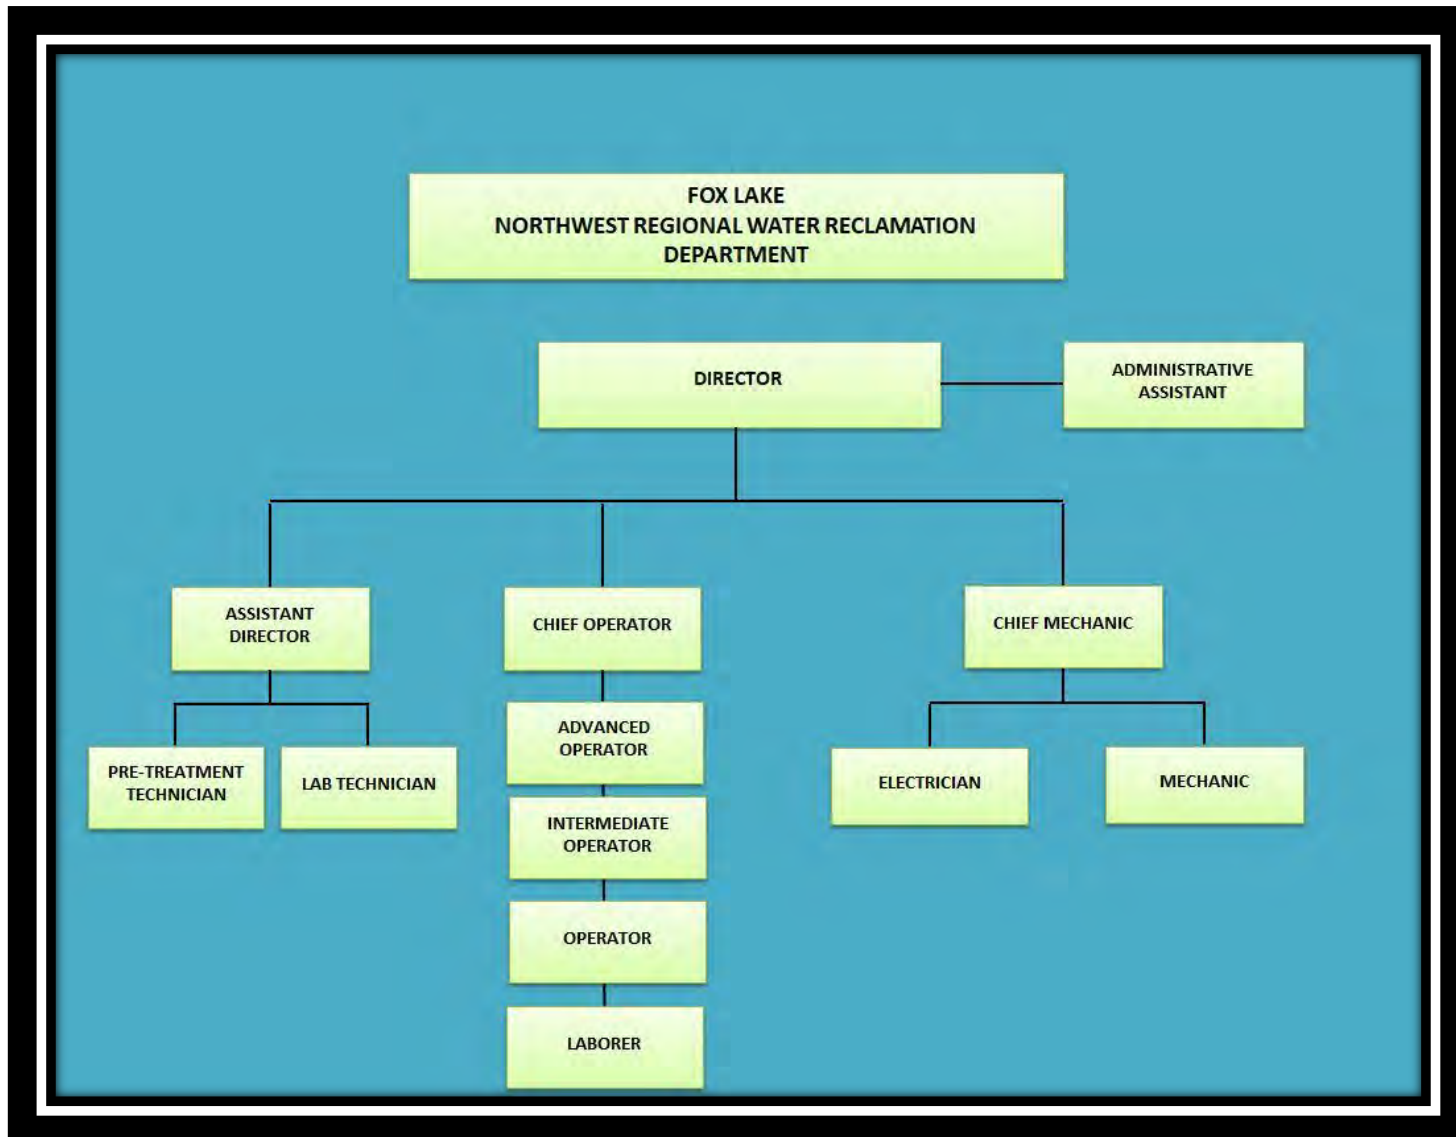 FOX LAKE
NORTHWEST REGIONAL WATER RECLAMATION
DEPARTMENT
DIRECTOR
ADMINISTRATIVE
ASSISTANT
ASSISTANT
DIRECTOR
CHIEF OPERATOR
CHIEF MECHANIC
PRE-TREATMENT
TECHNICIAN
LAB TECHNICIAN
ADVANCED
OPERATOR
INTERMEDIATE
OPERATOR
OPERATOR
LABORER
ELECTRICIAN
MECHANIC